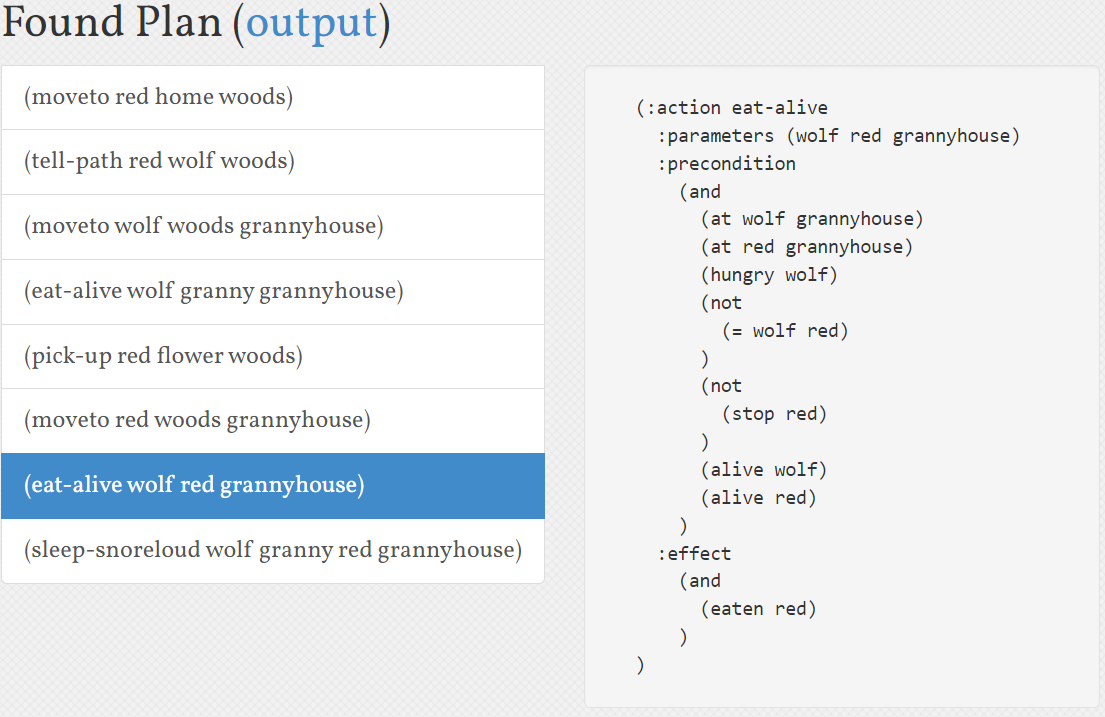 Found Plan (output)
(moveto red home woods)
(tell-path red wolf woods)
(moveto wolf woods grannyhouse)
(eat-alive wolf granny grannyhouse)
(pick-up red flower woods)
(moveto red woods grannyhouse)
(eat-alive wolf red grannyhouse)
(sleep-snoreloud wolf granny red grannyhouse)
(:action eat-alive
  :parameters (wolf red grannyhouse)
  :precondition
    (and
      (at wolf grannyhouse)
      (at red grannyhouse)
      (hungry wolf)
      (not
        (= wolf red)
      )
      (not
        (stop red)
      )
      (alive wolf)
      (alive red)
    )
  :effect
    (and
      (eaten red)
    )
)